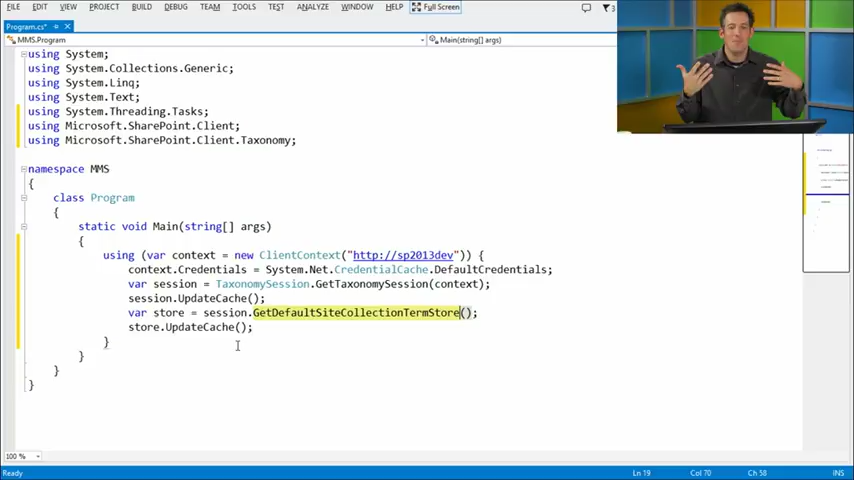 FILE EDIT VIEW PROJECT BUILD DEBUG TEAM TOOLS TEST ANALYZE WINDOW HELP Full Screen
Program.cs*
MMS.Program Main(string[] args)
using System;
using System.Collections.Generic;
using System.Linq;
using System.Text;
using System.Threading.Tasks;
using Microsoft.SharePoint.Client;
using Microsoft.SharePoint.Client.Taxonomy;
namespace MMS
{
class Program
{
static void Main(string[] args)
{
using (var context = new ClientContext("http://sp2013dev")) {
context.Credentials = System.Net.CredentialCache.DefaultCredentials;
var session = TaxonomySession.GetTaxonomySession(context);
session.UpdateCache();
var store = session.GetDefaultSiteCollectionTermStore();
store.UpdateCache();
}
}
}
}
100 %
Ready Ln 19 Col 70 Ch 58 INS